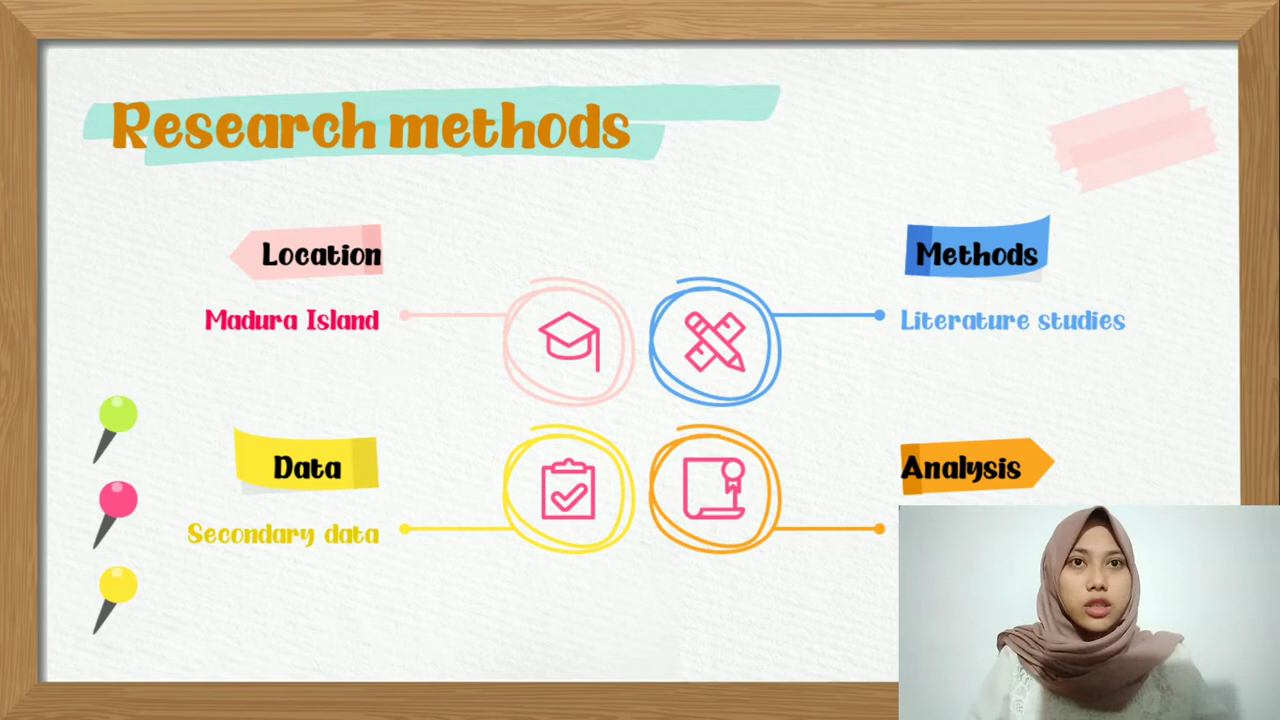 Research methods
Location
Madura Island
Methods
Literature studies
Data
Secondary data
Analysis